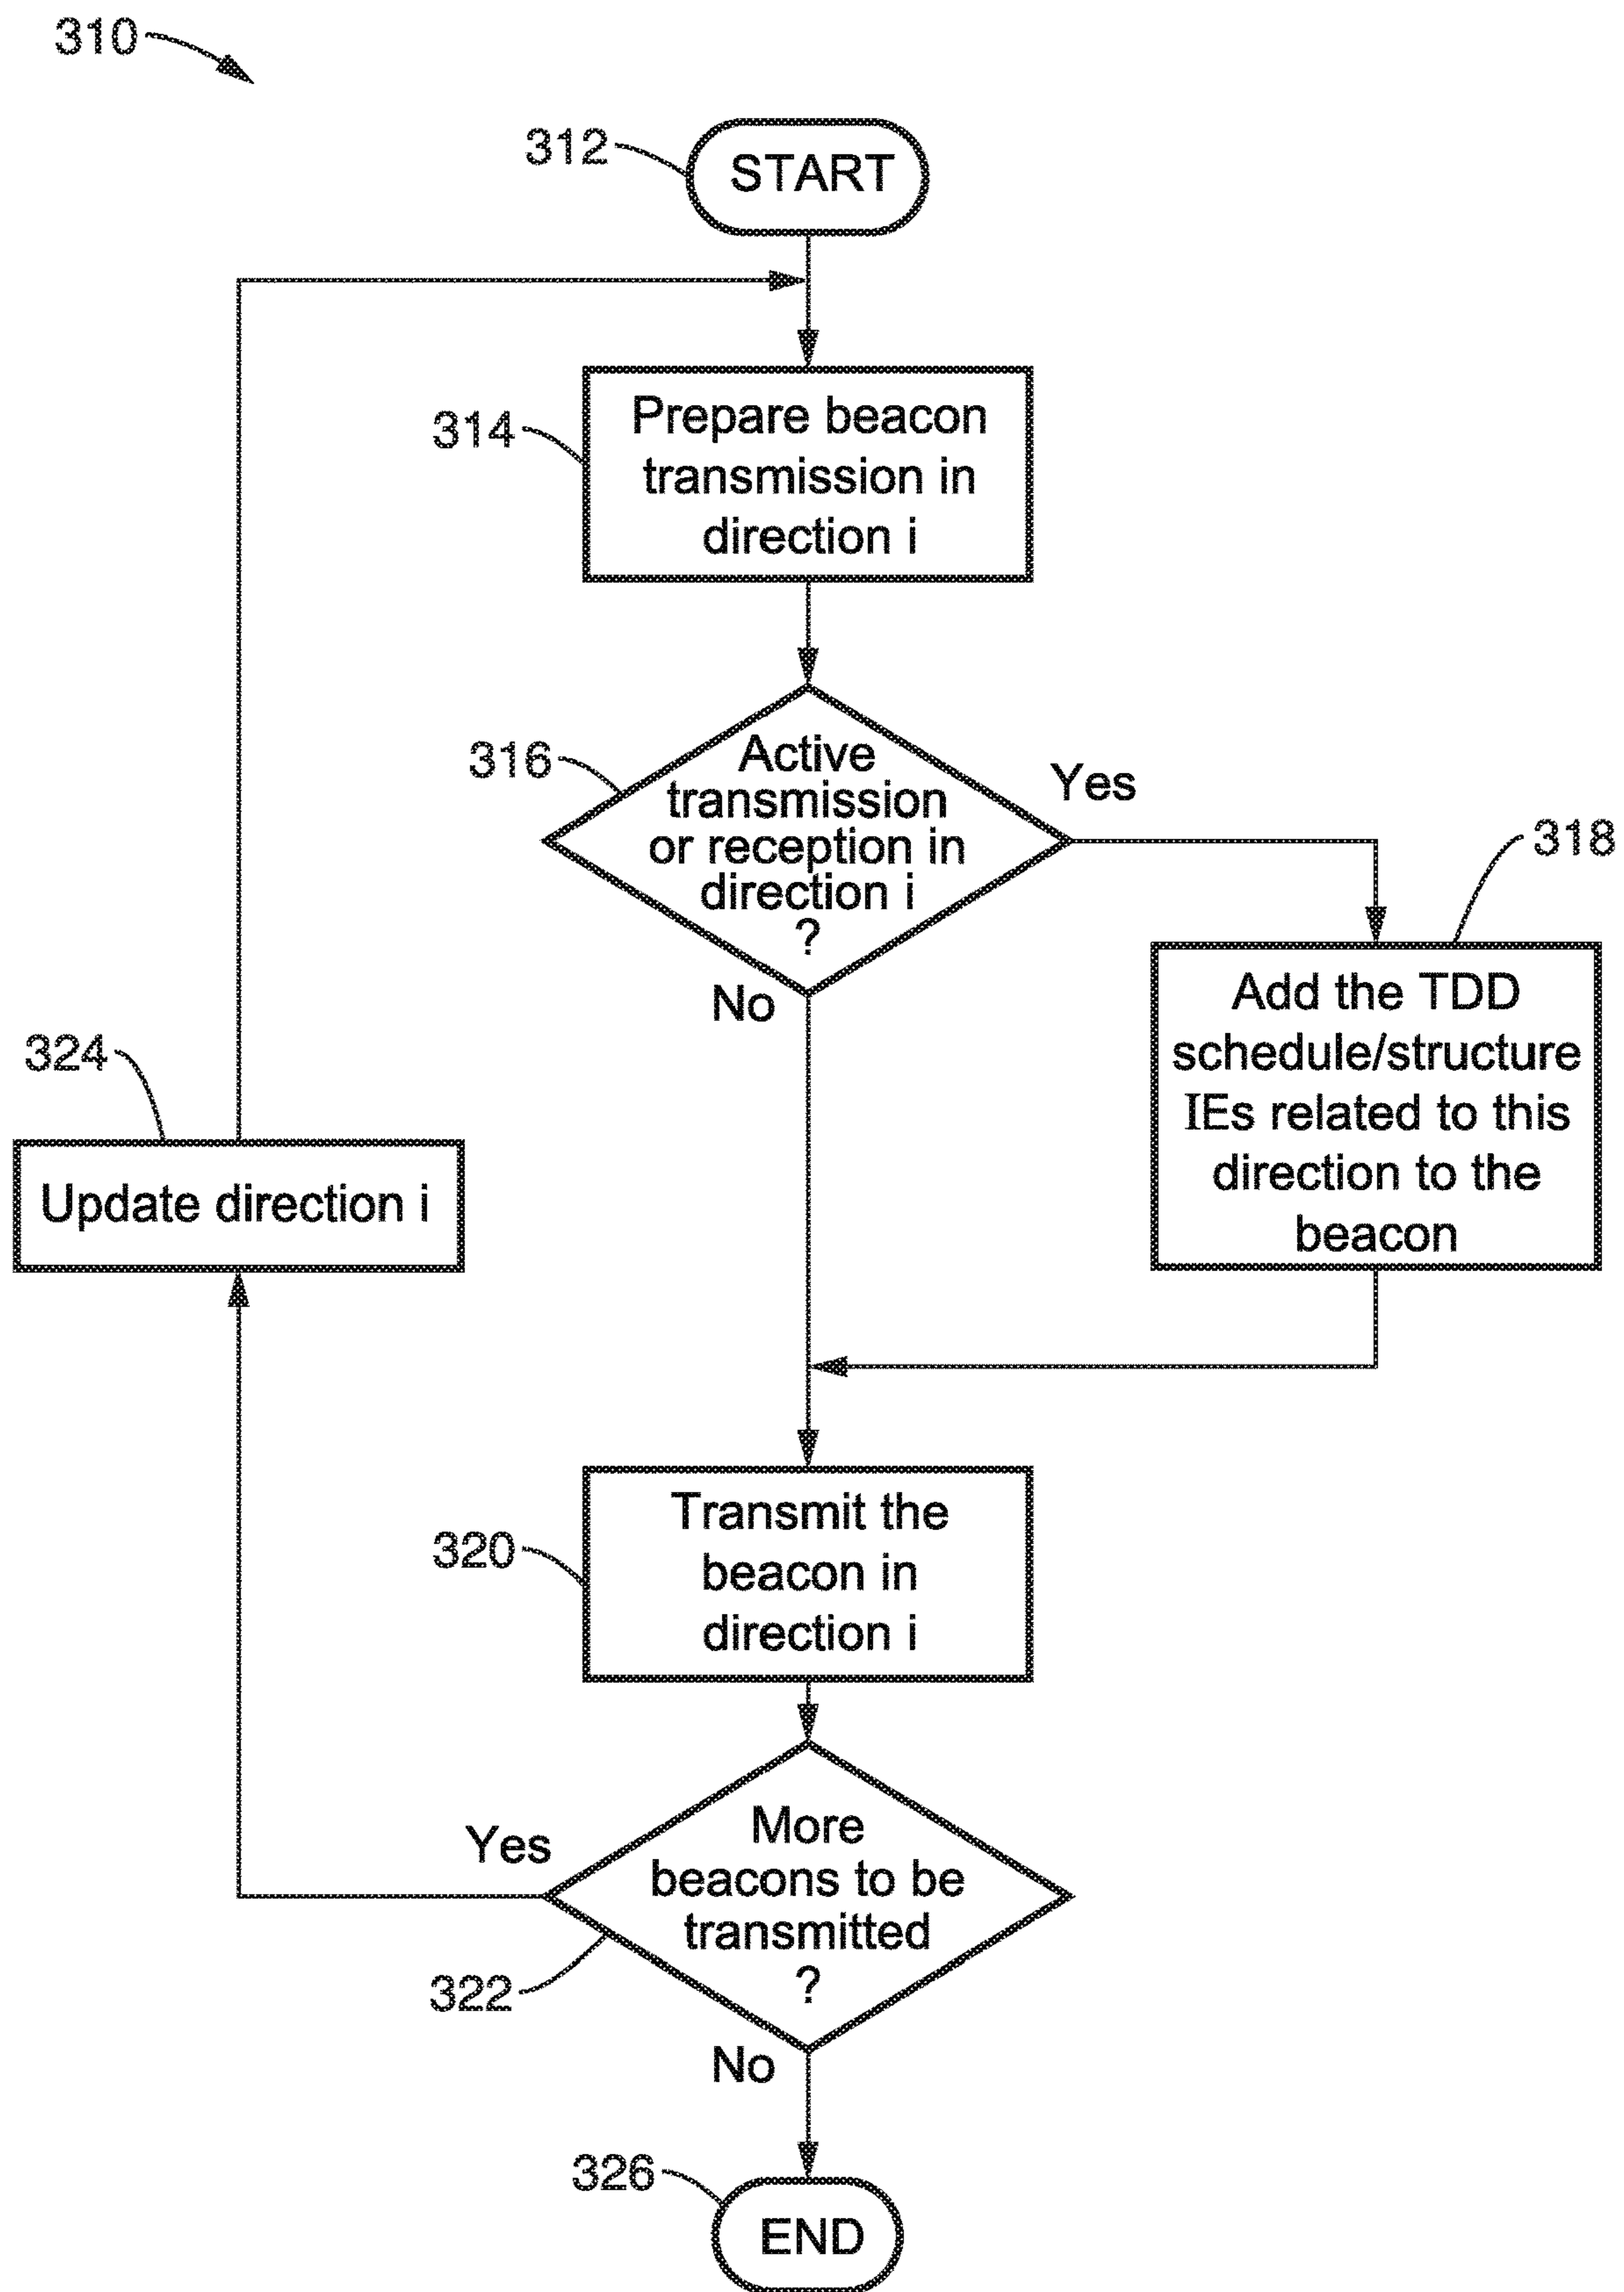 310
312
START
314
Prepare beacon
transmission in
direction i
316
Active
transmission
or reception in
direction i
?
Yes
No
318
Add the TDD
schedule/structure
IEs related to this
direction to the
beacon
324
Update direction i
320
Transmit the
beacon in
direction i
Yes
More
beacons to be
transmitted
?
322
No
326
END